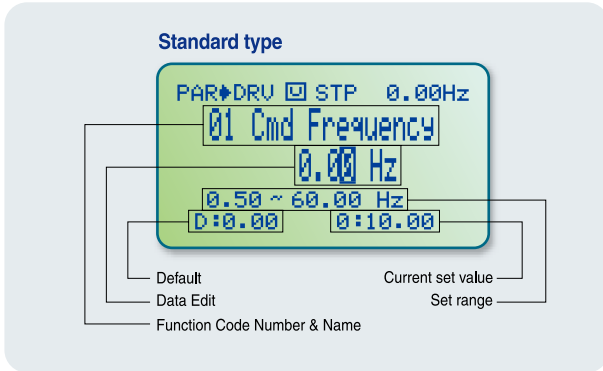 Standard type
PAR♦DRV U STP 0.00Hz
01 Cmd Frequency
0.00 Hz
0.50 ~ 60.00 Hz
D:0.00 0:10.00
Default Current set value
Data Edit Set range
Function Code Number & Name